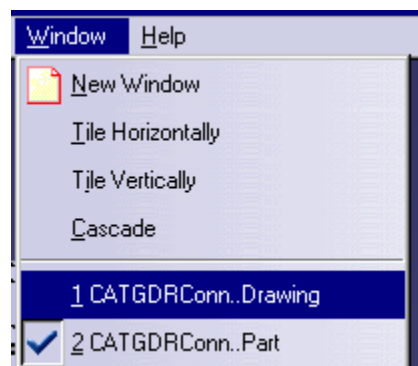 Window Help
New Window
Tile Horizontally
Tile Vertically
Cascade
1 CATGDRConn..Drawing
2 CATGDRConn..Part